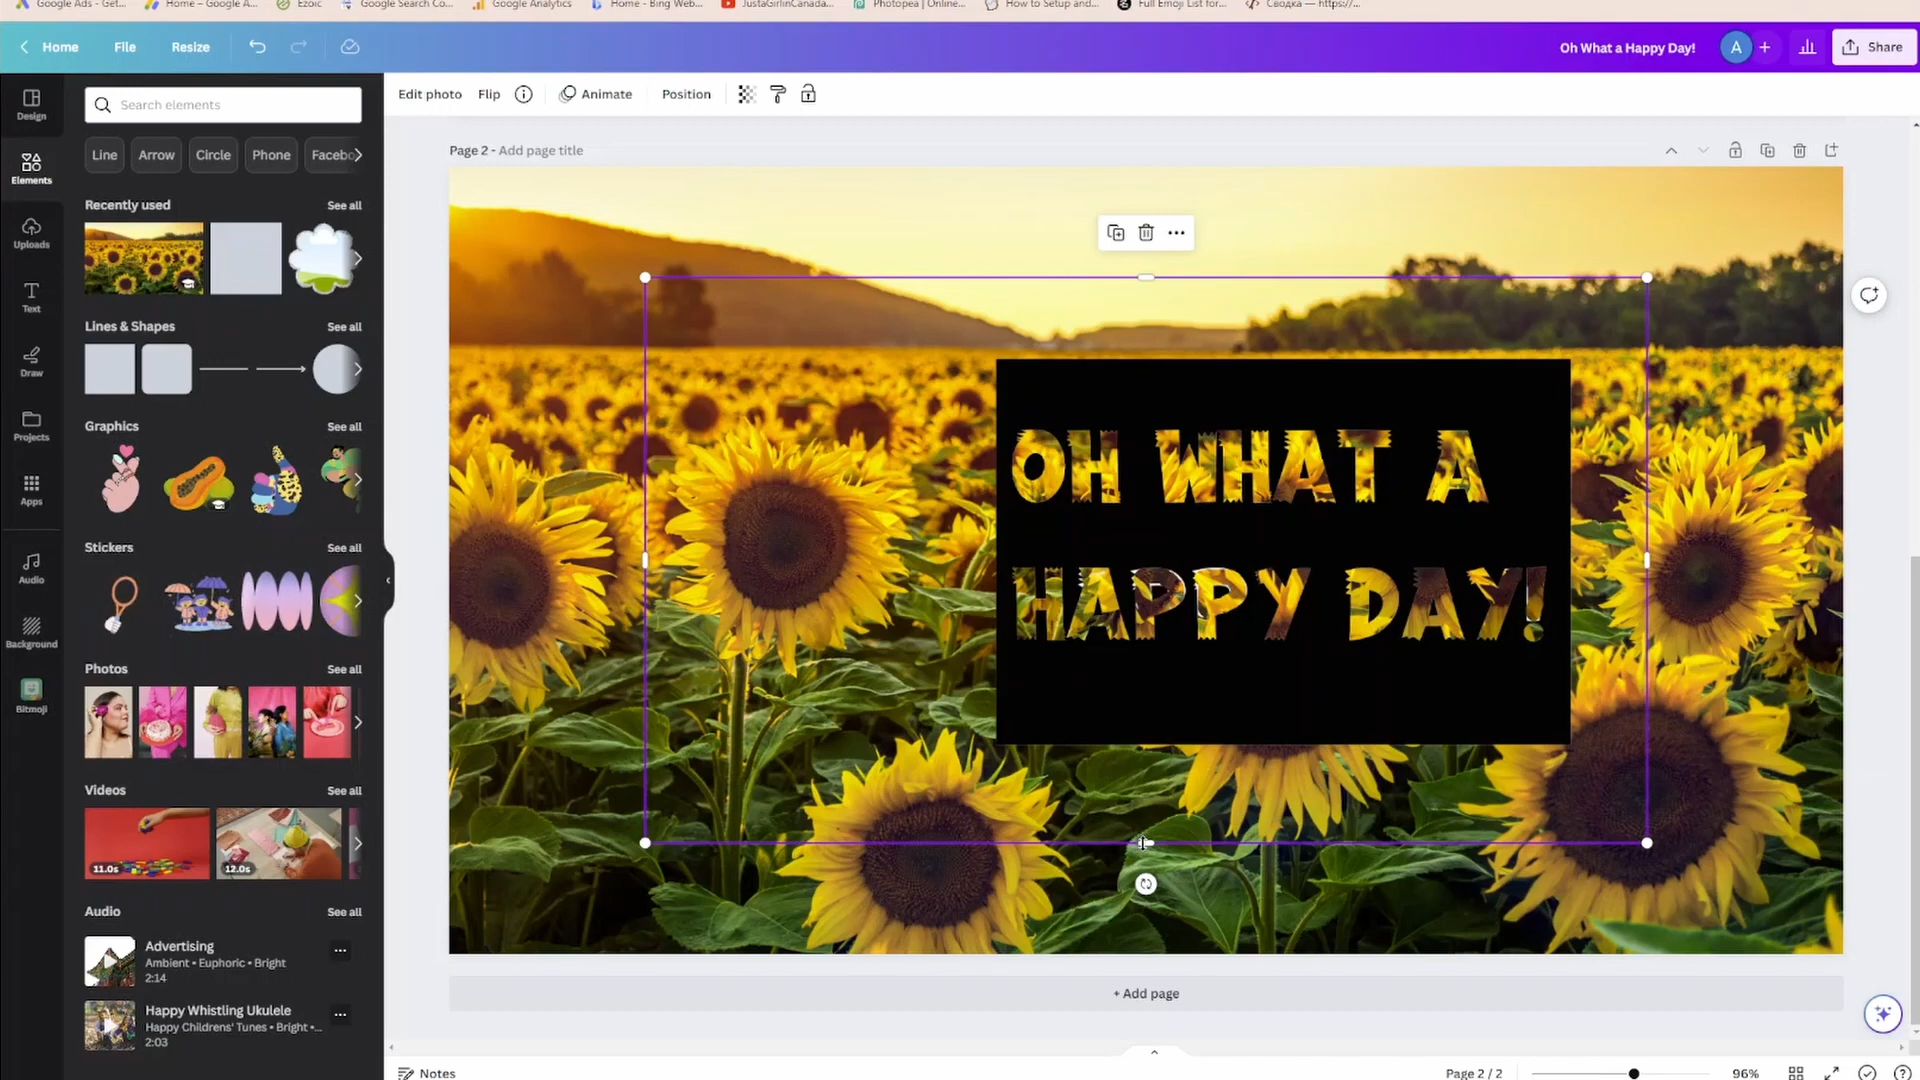 Google Ads - Get...
Home – Google A...
Ezoic
Google Search Co...
Google Analytics
Home - Bing Web...
JustaGirlinCanada...
Photopea | Online...
How to Setup and...
Full Emoji List for...
Сводка — https://...
Home
File
Resize
Oh What a Happy Day!
A
Share
Design
Elements
Uploads
Text
Draw
Projects
Apps
Audio
Background
Bitmoji
Search elements
Line
Arrow
Circle
Phone
Facebo
Recently used
See all
Lines & Shapes
See all
Graphics
See all
Stickers
See all
Photos
See all
Videos
See all
11.0s
12.0s
Audio
See all
Advertising
Ambient • Euphoric • Bright
2:14
Happy Whistling Ukulele
Happy Childrens' Tunes • Bright •...
2:03
Edit photo
Flip
Animate
Position
Page 2 - Add page title
OH WHAT A
HAPPY DAY!
+ Add page
Notes
Page 2 / 2
96%